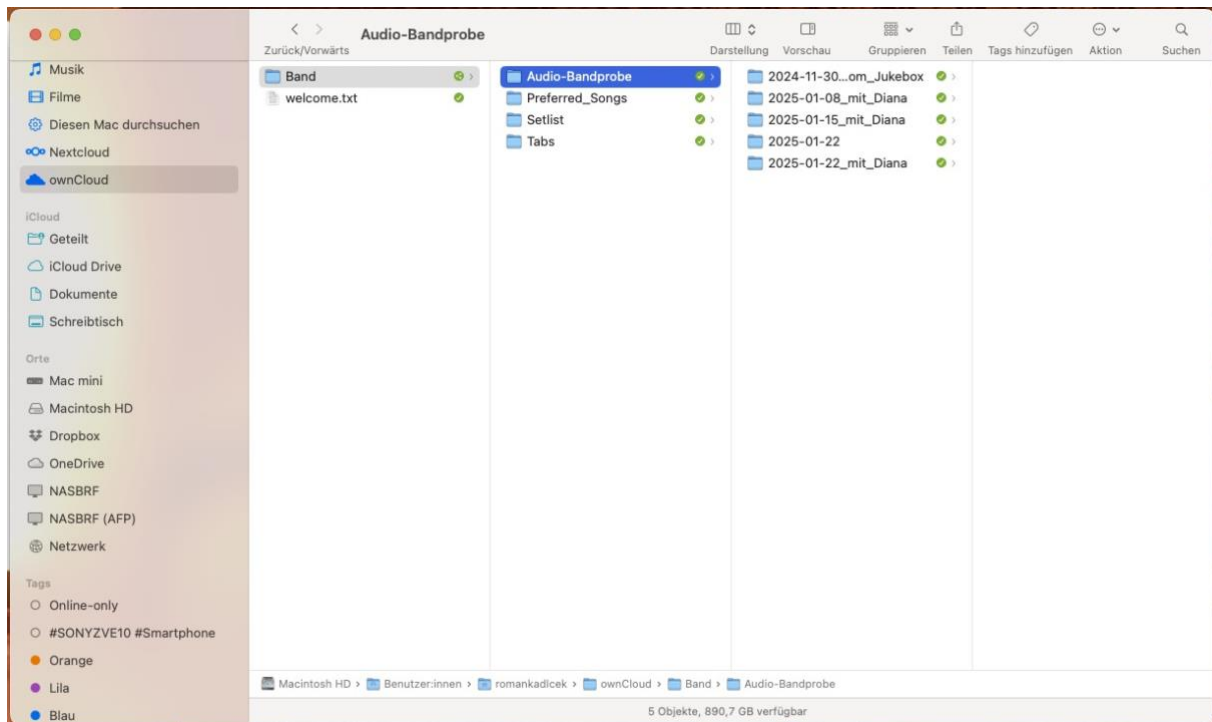 Audio-Bandprobe
Zurück/Vorwärts
Darstellung
Vorschau
Gruppieren
Teilen
Tags hinzufügen
Aktion
Suchen
Musik
Filme
Diesen Mac durchsuchen
Nextcloud
ownCloud
iCloud
Geteilt
iCloud Drive
Dokumente
Schreibtisch
Orte
Mac mini
Macintosh HD
Dropbox
OneDrive
NASBRF
NASBRF (AFP)
Netzwerk
Tags
Online-only
#SONYZVE10 #Smartphone
Orange
Lila
Blau
Band
welcome.txt
Audio-Bandprobe
Preferred_Songs
Setlist
Tabs
2024-11-30...om_Jukebox
2025-01-08_mit_Diana
2025-01-15_mit_Diana
2025-01-22
2025-01-22_mit_Diana
Macintosh HD › Benutzer:innen › romankadlcek › ownCloud › Band › Audio-Bandprobe
5 Objekte, 890,7 GB verfügbar